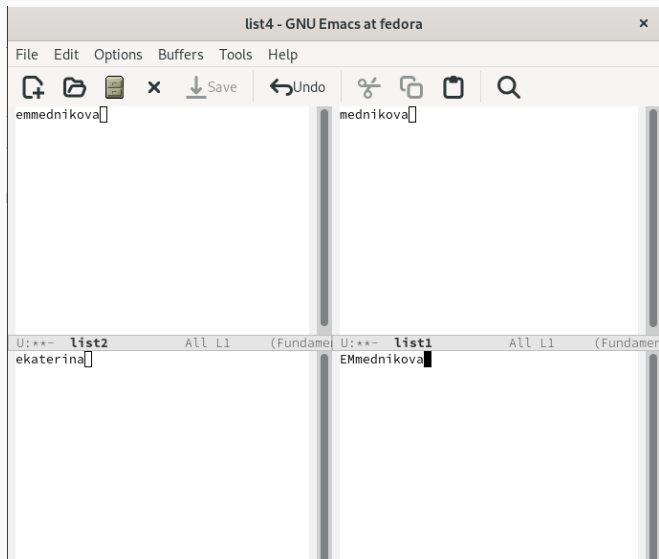 list4 - GNU Emacs at fedora
File Edit Options Buffers Tools Help
Save Undo
emmednikova
mednikova
U:**- list2 All L1 (Fundame
U:**- list1 All L1 (Fundamen
ekaterina
EMmednikova